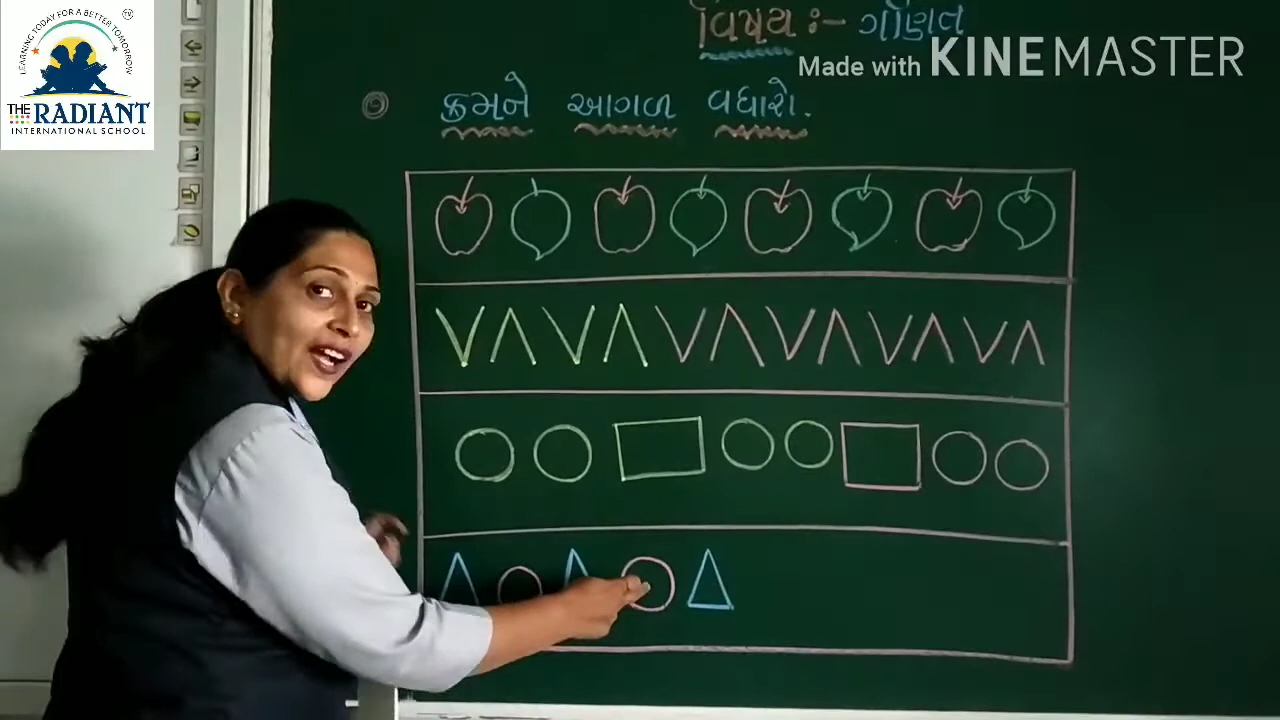 LEARNING TODAY FOR A BETTER TOMORROW
THE RADIANT
INTERNATIONAL SCHOOL
વિષય :- ગણિત
Made with KINEMASTER
ક્રમને આગળ વધારો.